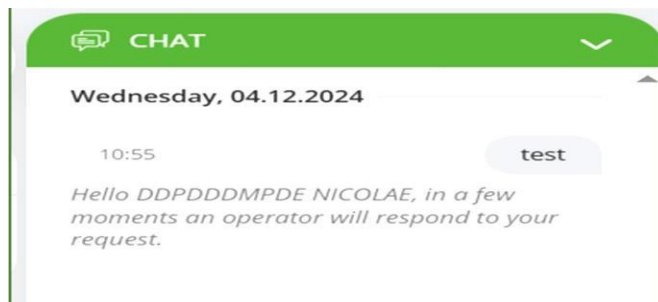 CHAT
Wednesday, 04.12.2024
10:55 test
Hello DDPDDDMPDE NICOLAE, in a few
moments an operator will respond to your
request.